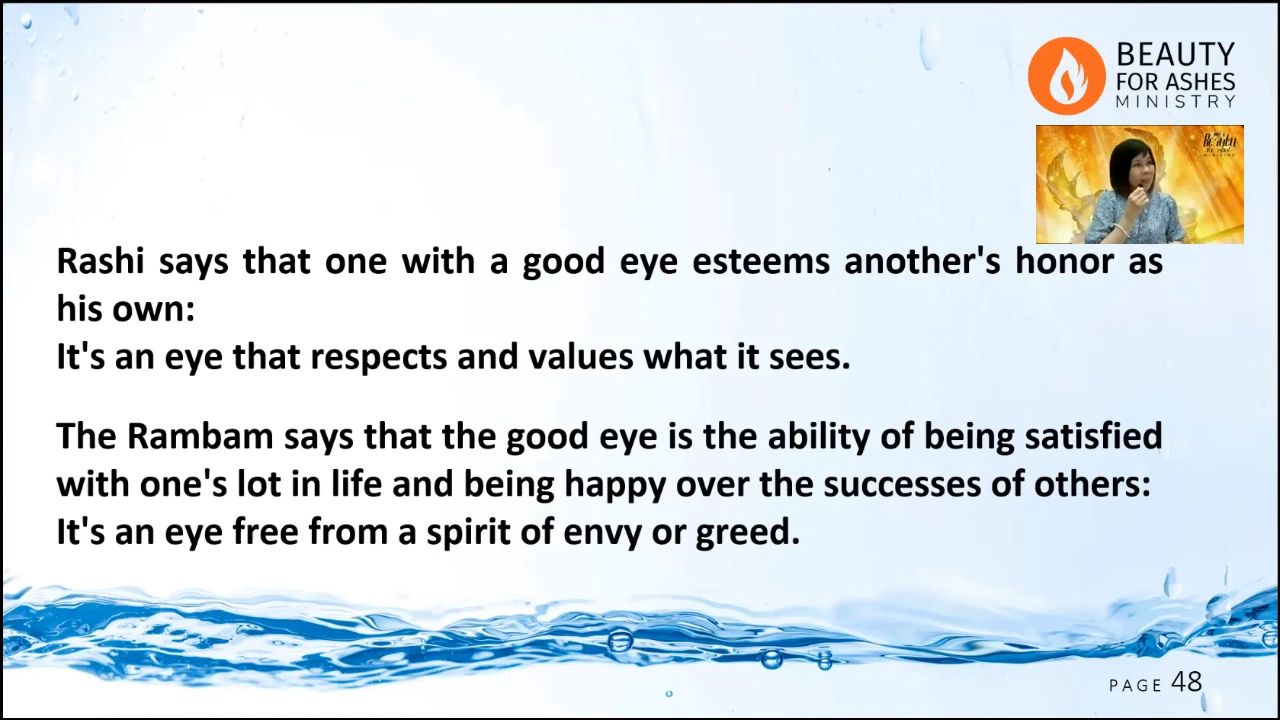 BEAUTY
FOR ASHES
MINISTRY
Beauty
MINISTRY
Rashi says that one with a good eye esteems another's honor as
his own:
It's an eye that respects and values what it sees.
The Rambam says that the good eye is the ability of being satisfied
with one's lot in life and being happy over the successes of others:
It's an eye free from a spirit of envy or greed.
PAGE 48